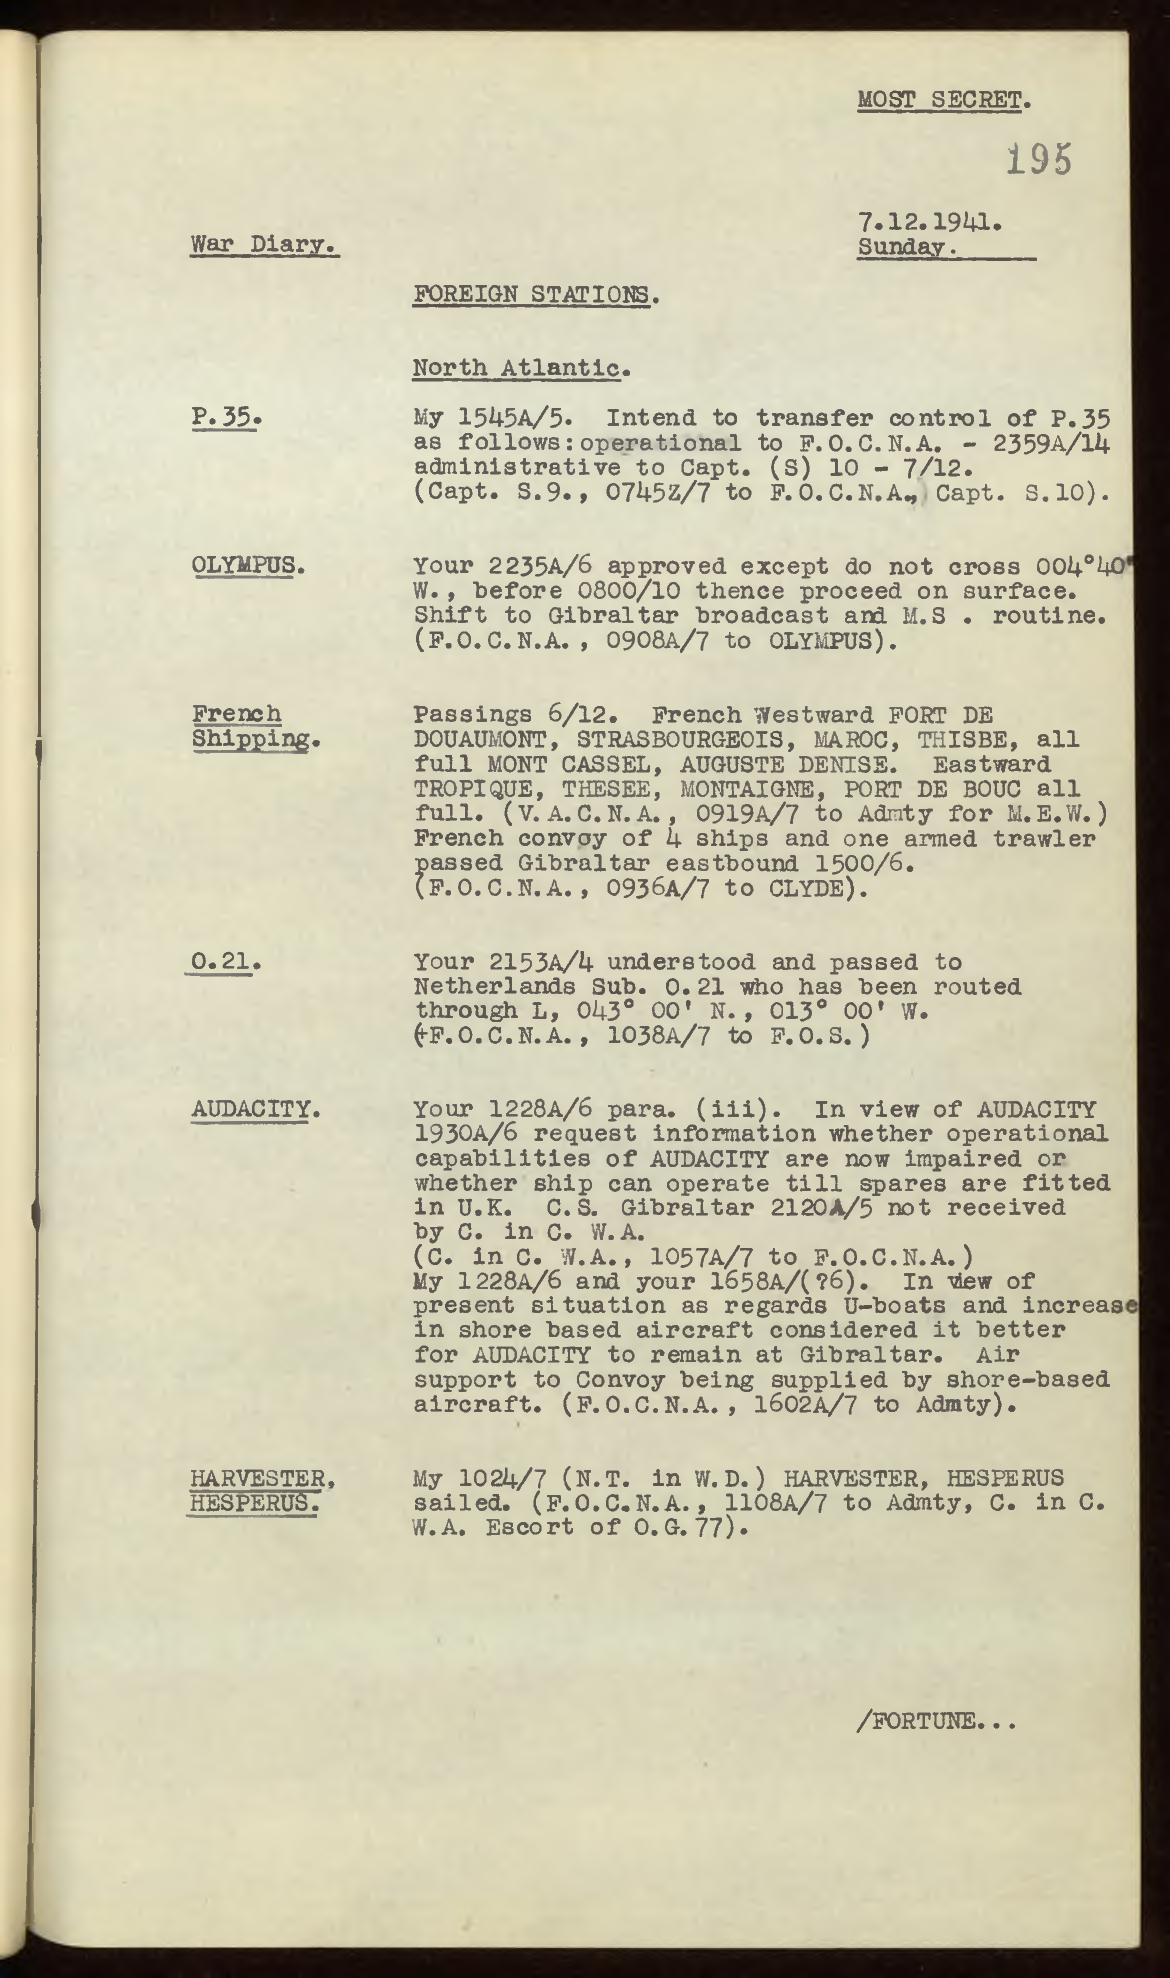 MOST SECRET.
195
7.12.1941.
War Diary.
Sunday.
FOREIGN STATIONS.
North Atlantic.
P.35. My 1545A/5. Intend to transfer control of P.35
as follows: operational to F.O.C.N.A. - 2359A/14
administrative to Capt. (S) 10 - 7/12.
(Capt. S.9., 0745Z/7 to F.O.C.N.A., Capt. S.10).
OLYMPUS. Your 2235A/6 approved except do not cross 004°40'
W., before 0800/10 thence proceed on surface.
Shift to Gibraltar broadcast and M.S . routine.
(F.O.C.N.A., 0908A/7 to OLYMPUS).
French Passings 6/12. French Westward FORT DE
Shipping. DOUAUMONT, STRASBOURGEOIS, MAROC, THISBE, all
full MONT CASSEL, AUGUSTE DENISE. Eastward
TROPIQUE, THESEE, MONTAIGNE, PORT DE BOUC all
full. (V.A.C.N.A., 0919A/7 to Admty for M.E.W.)
French convoy of 4 ships and one armed trawler
passed Gibraltar eastbound 1500/6.
(F.O.C.N.A., 0936A/7 to CLYDE).
O.21. Your 2153A/4 understood and passed to
Netherlands Sub. O.21 who has been routed
through L, 043° 00' N., 013° 00' W.
(F.O.C.N.A., 1038A/7 to F.O.S.)
AUDACITY. Your 1228A/6 para. (iii). In view of AUDACITY
1930A/6 request information whether operational
capabilities of AUDACITY are now impaired or
whether ship can operate till spares are fitted
in U.K. C.S. Gibraltar 2120A/5 not received
by C. in C. W.A.
(C. in C. W.A., 1057A/7 to F.O.C.N.A.)
My 1228A/6 and your 1658A/(?6). In view of
present situation as regards U-boats and increase
in shore based aircraft considered it better
for AUDACITY to remain at Gibraltar. Air
support to Convoy being supplied by shore-based
aircraft. (F.O.C.N.A., 1602A/7 to Admty).
HARVESTER, My 1024/7 (N.T. in W.D.) HARVESTER, HESPERUS
HESPERUS. sailed. (F.O.C.N.A., 1108A/7 to Admty, C. in C.
W.A. Escort of O.G.77).
/FORTUNE...